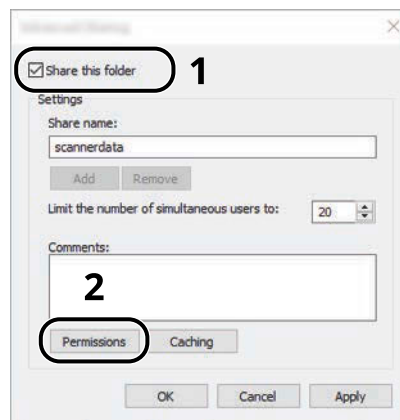 Share this folder 1
Settings
Share name:
scannerdata
Add Remove
Limit the number of simultaneous users to: 20
Comments:
2
Permissions Caching
OK Cancel Apply